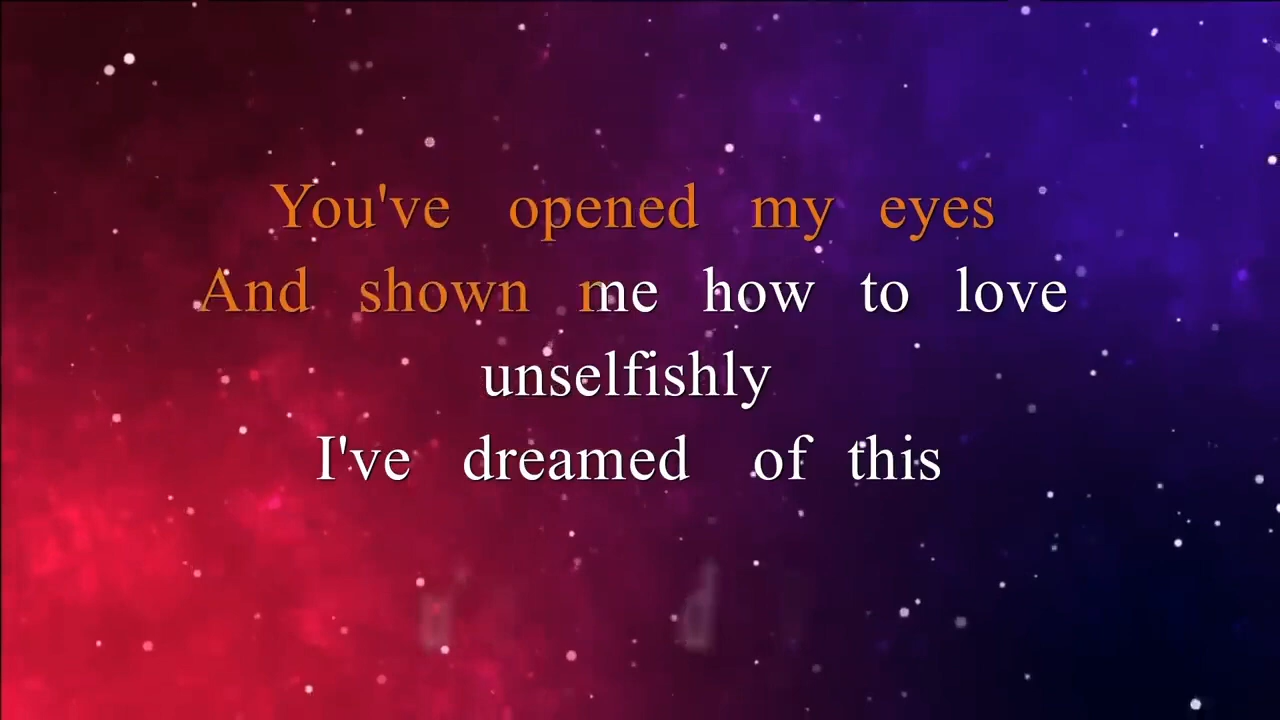 You've opened my eyes
And shown me how to love
unselfishly
I've dreamed of this